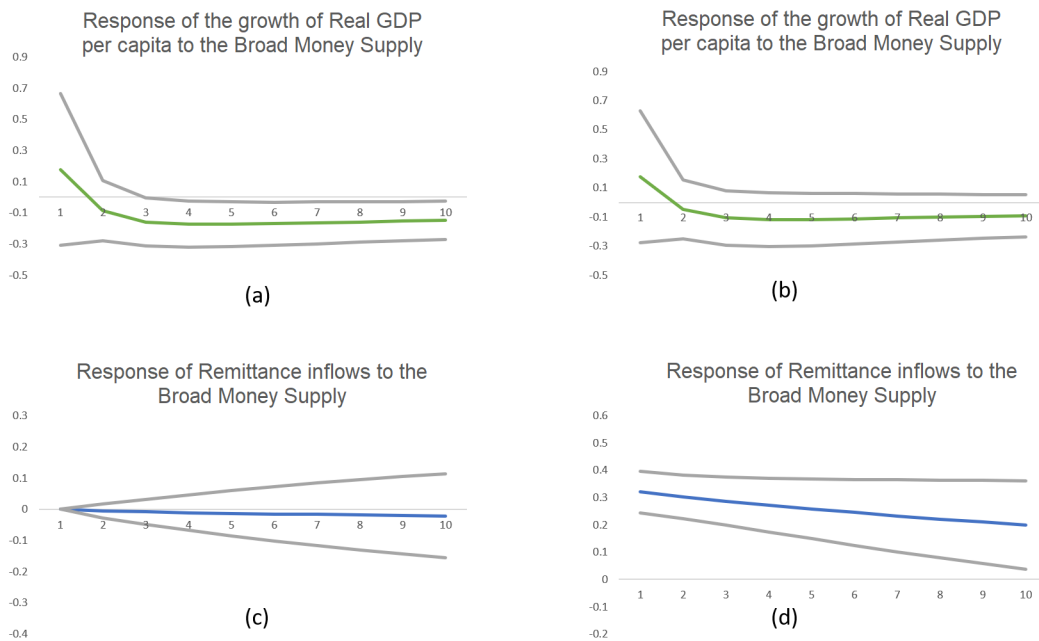 Response of the growth of Real GDP
per capita to the Broad Money Supply
0.9
0.7
0.5
0.3
0.1
-0.1
-0.3
-0.5
1 2 3 4 5 6 7 8 9 10
(a)
Response of the growth of Real GDP
per capita to the Broad Money Supply
0.9
0.7
0.5
0.3
0.1
-0.1
-0.3
-0.5
1 2 3 4 5 6 7 8 9 10
(b)
Response of Remittance inflows to the
Broad Money Supply
0.3
0.2
0.1
0
-0.1
-0.2
-0.3
-0.4
1 2 3 4 5 6 7 8 9 10
(c)
Response of Remittance inflows to the
Broad Money Supply
0.6
0.5
0.4
0.3
0.2
0.1
0
-0.1
-0.2
1 2 3 4 5 6 7 8 9 10
(d)